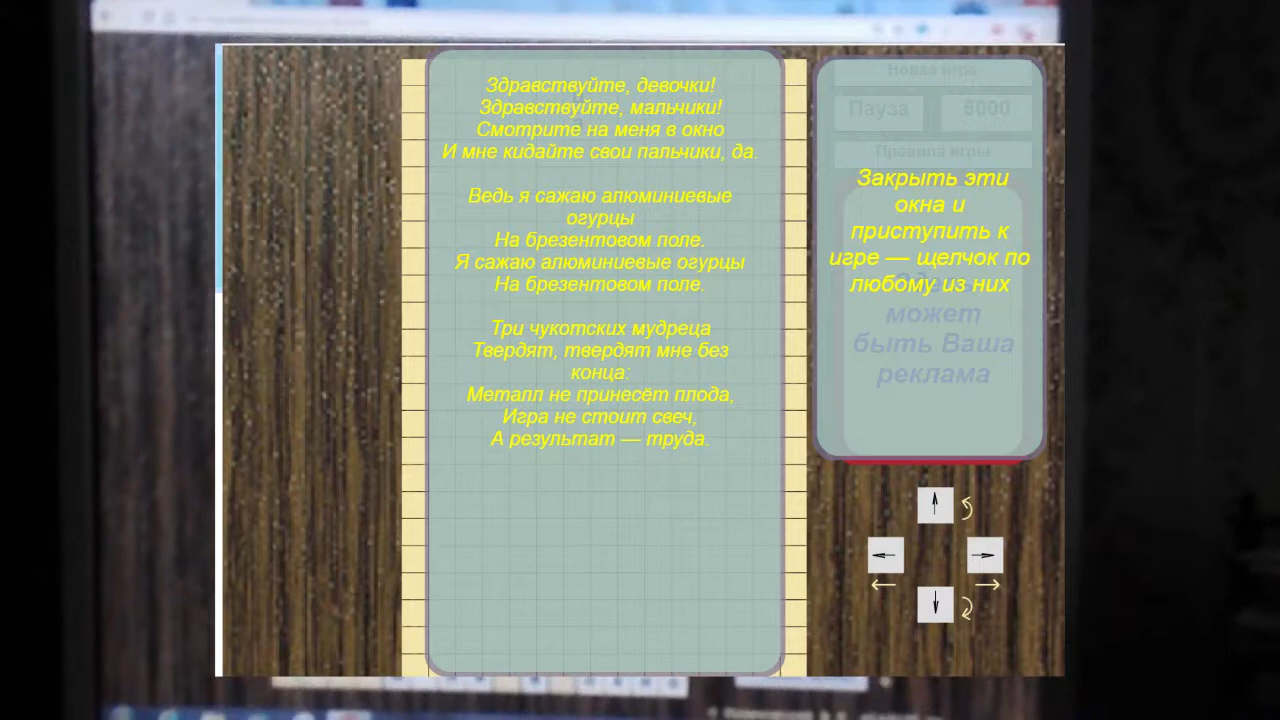 Здравствуйте, девочки!
Здравствуйте, мальчики!
Смотрите на меня в окно
И мне кидайте свои пальчики, да.
Ведь я сажаю алюминиевые
огурцы
На брезентовом поле.
Я сажаю алюминиевые огурцы
На брезентовом поле.
Три чукотских мудреца
Твердят, твердят мне без
конца:
Металл не принесёт плода,
Игра не стоит свеч,
А результат — труда.
Новая игра
Пауза
5000
Правила игры
Закрыть эти
окна и
приступить к
игре — щелчок по
любому из них
может
быть Ваша
реклама